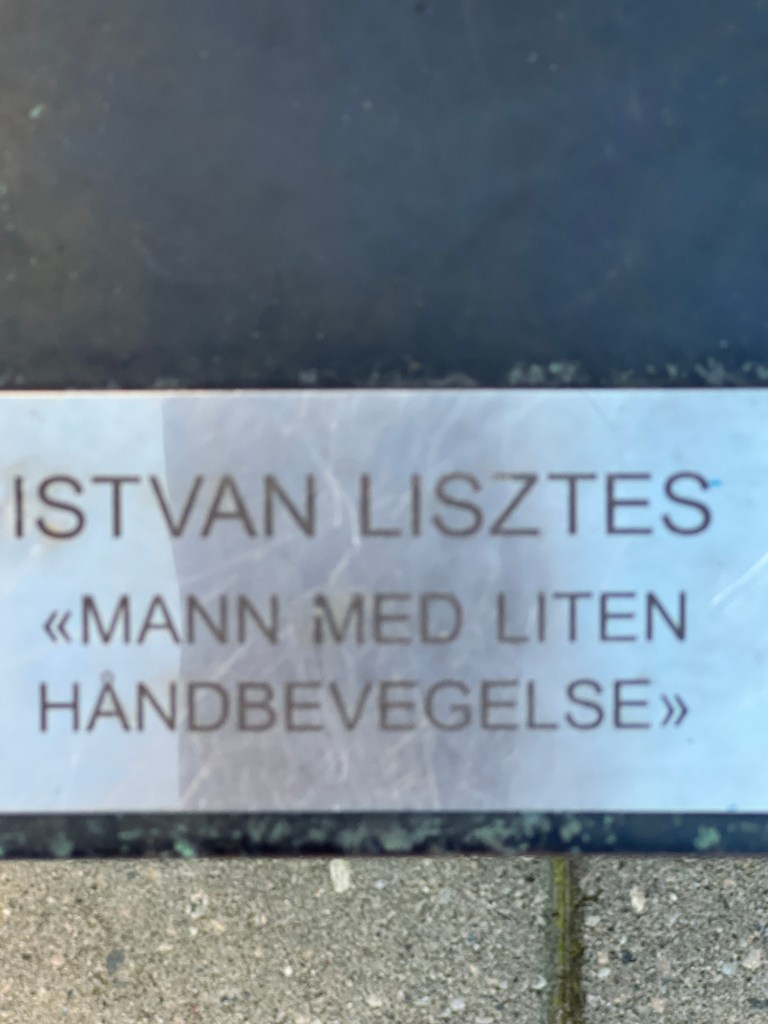 ISTVAN LISZTES
«MANN MED LITEN
HÅNDBEVEGELSE»